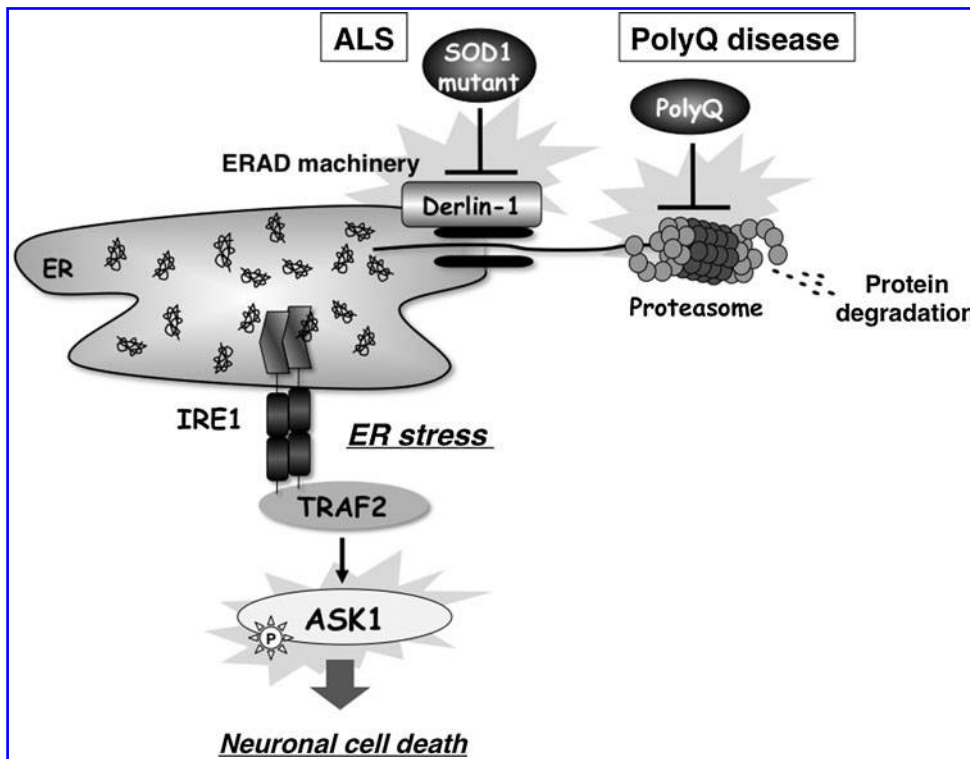 ALS
PolyQ disease
SOD1
mutant
PolyQ
ERAD machinery
Derlin-1
ER
Proteasome
Protein
degradation
IRE1
ER stress
TRAF2
ASK1
P
Neuronal cell death